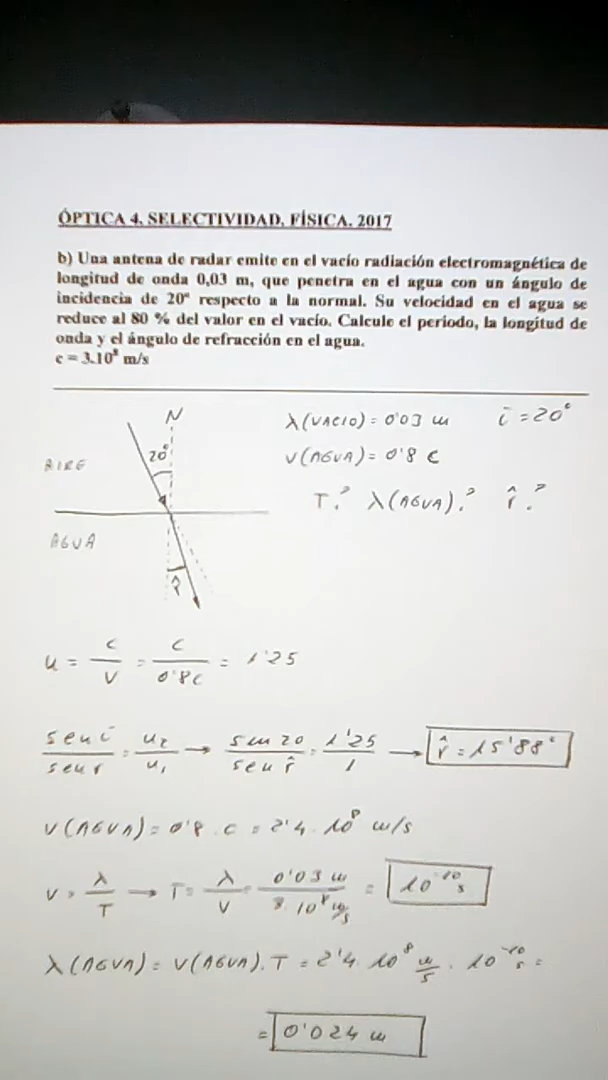 ÓPTICA 4. SELECTIVIDAD. FÍSICA. 2017
b) Una antena de radar emite en el vacío radiación electromagnética de
longitud de onda 0,03 m, que penetra en el agua con un ángulo de
incidencia de 20º respecto a la normal. Su velocidad en el agua se
reduce al 80 % del valor en el vacío. Calcule el periodo, la longitud de
onda y el ángulo de refracción en el agua.
c = 3.10⁸ m/s
N
λ(VACIO) = 0'03 m i = 20°
AIRE 20° V(AGUA) = 0'8 c
T? λ(AGUA)? r̂?
AGUA
r̂
n = c/V = c/0'8c = 1'25
sen i/sen r = n₂/n₁ → sen 20/sen r̂ = 1'25/1 → r̂ = 15'88°
V(AGUA) = 0'8 . c = 2'4 . 10⁸ m/s
V = λ/T → T = λ/V = 0'03 m/3 10⁸ m/s = 10⁻¹⁰ s
λ(AGUA) = V(AGUA) . T = 2'4 . 10⁸ m/s . 10⁻¹⁰ s =
= 0'024 m